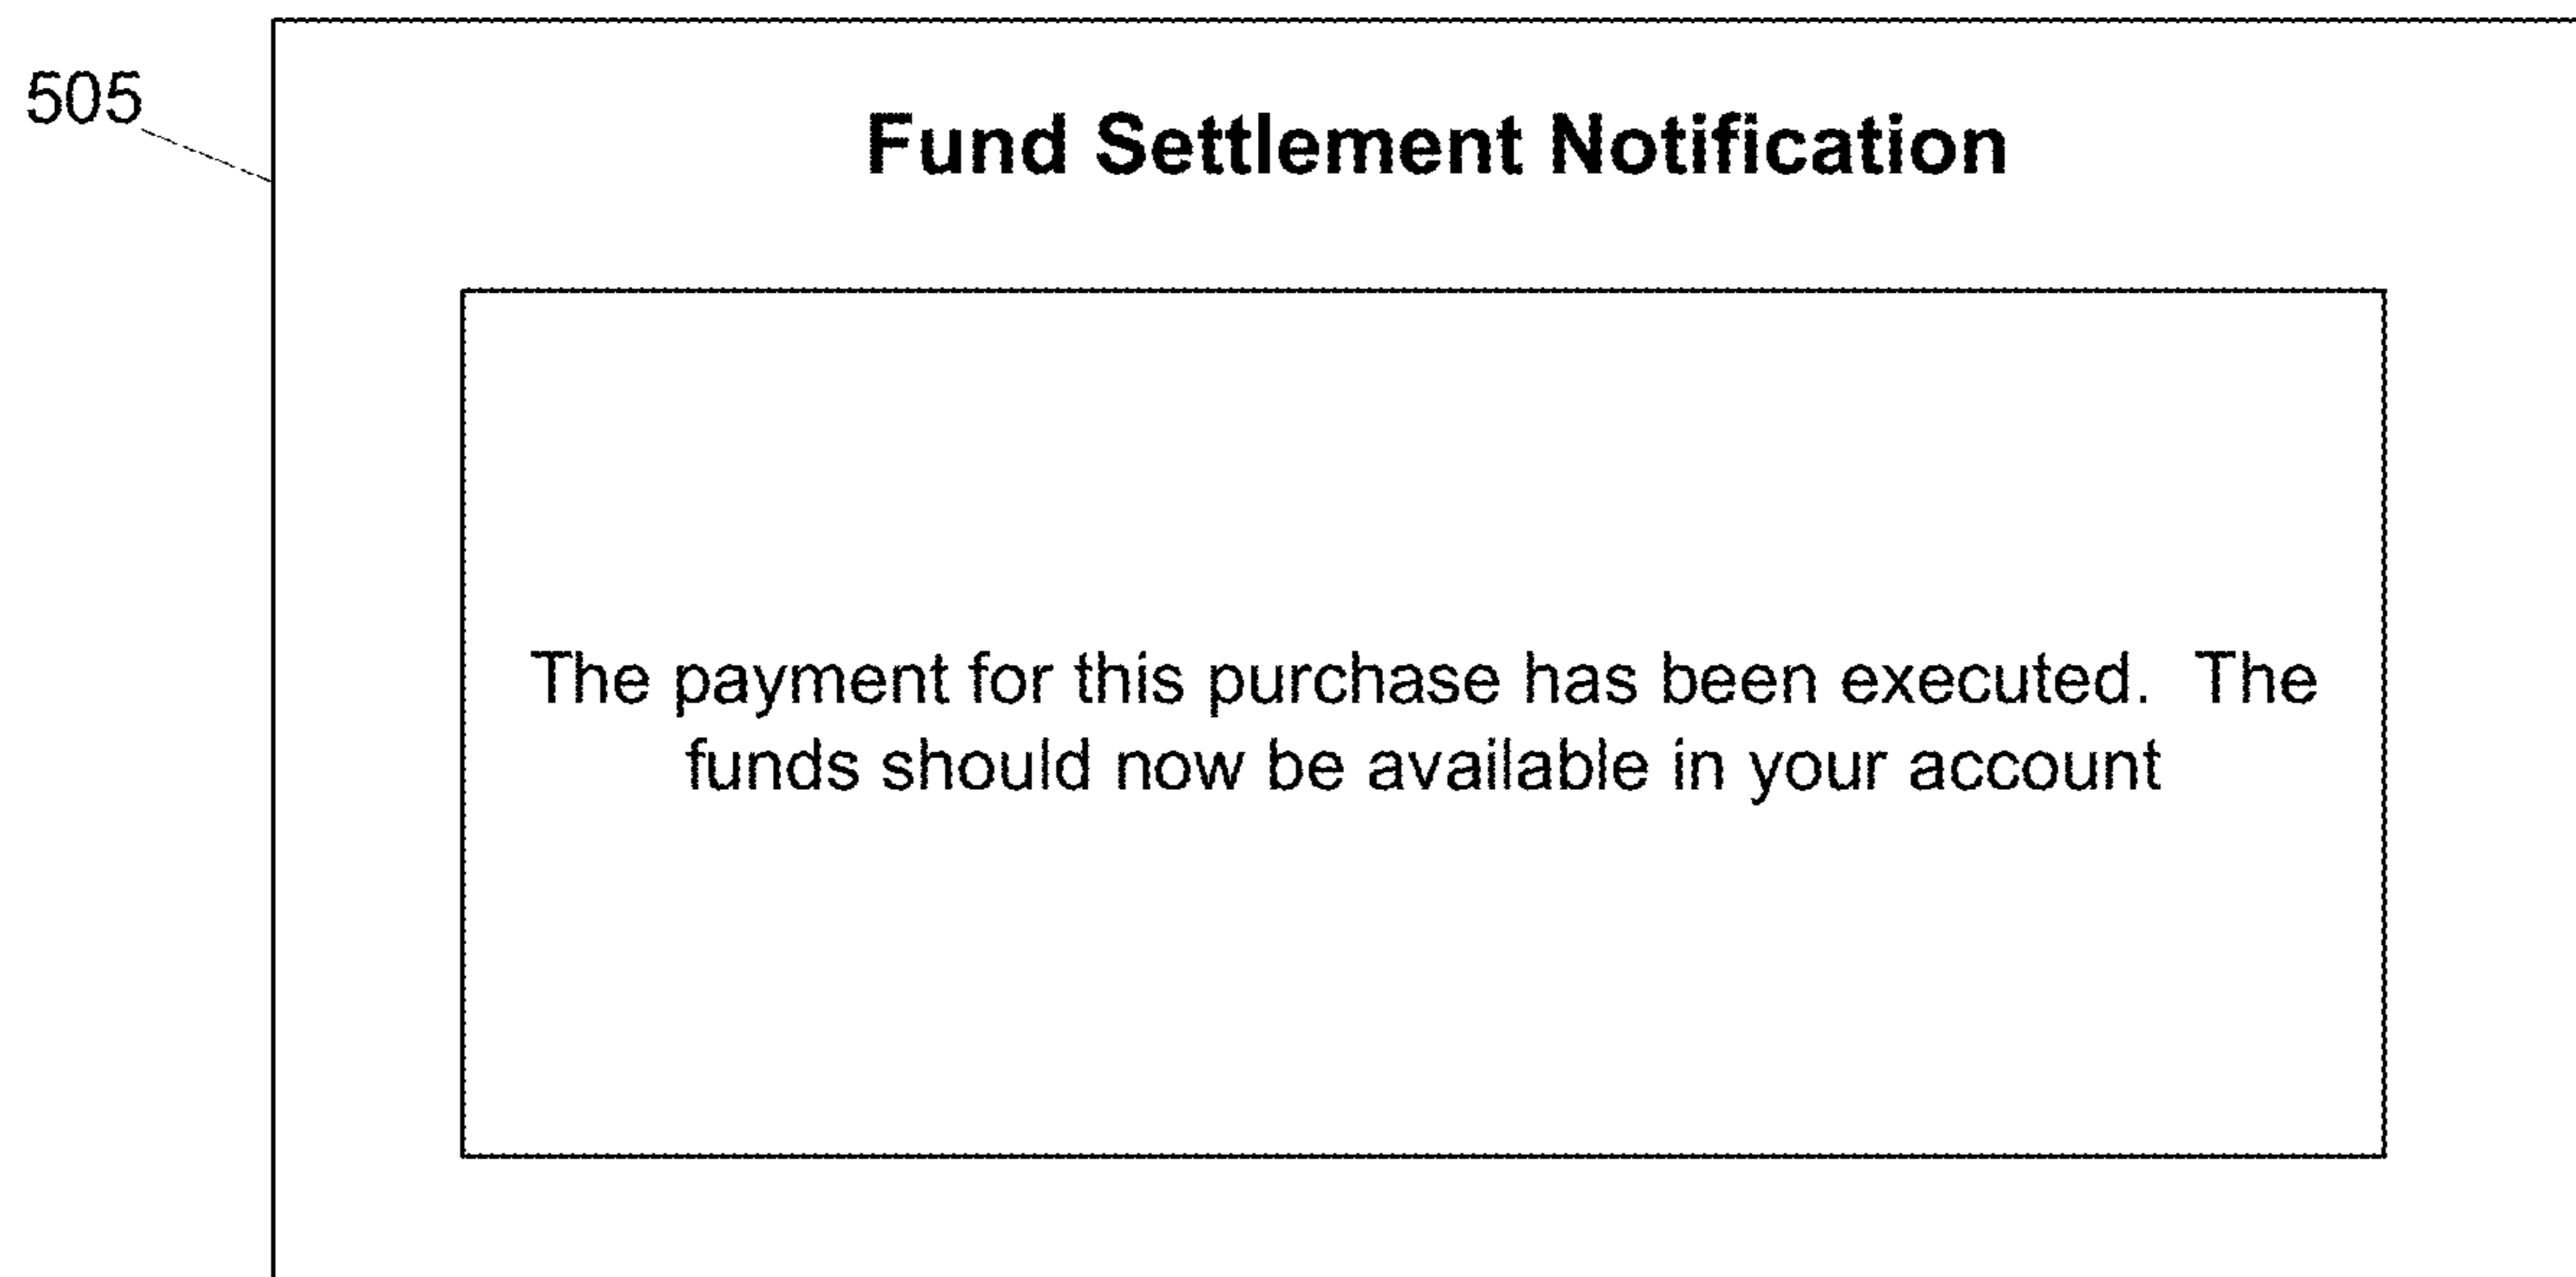 505
Fund Settlement Notification
The payment for this purchase has been executed.  The
funds should now be available in your account